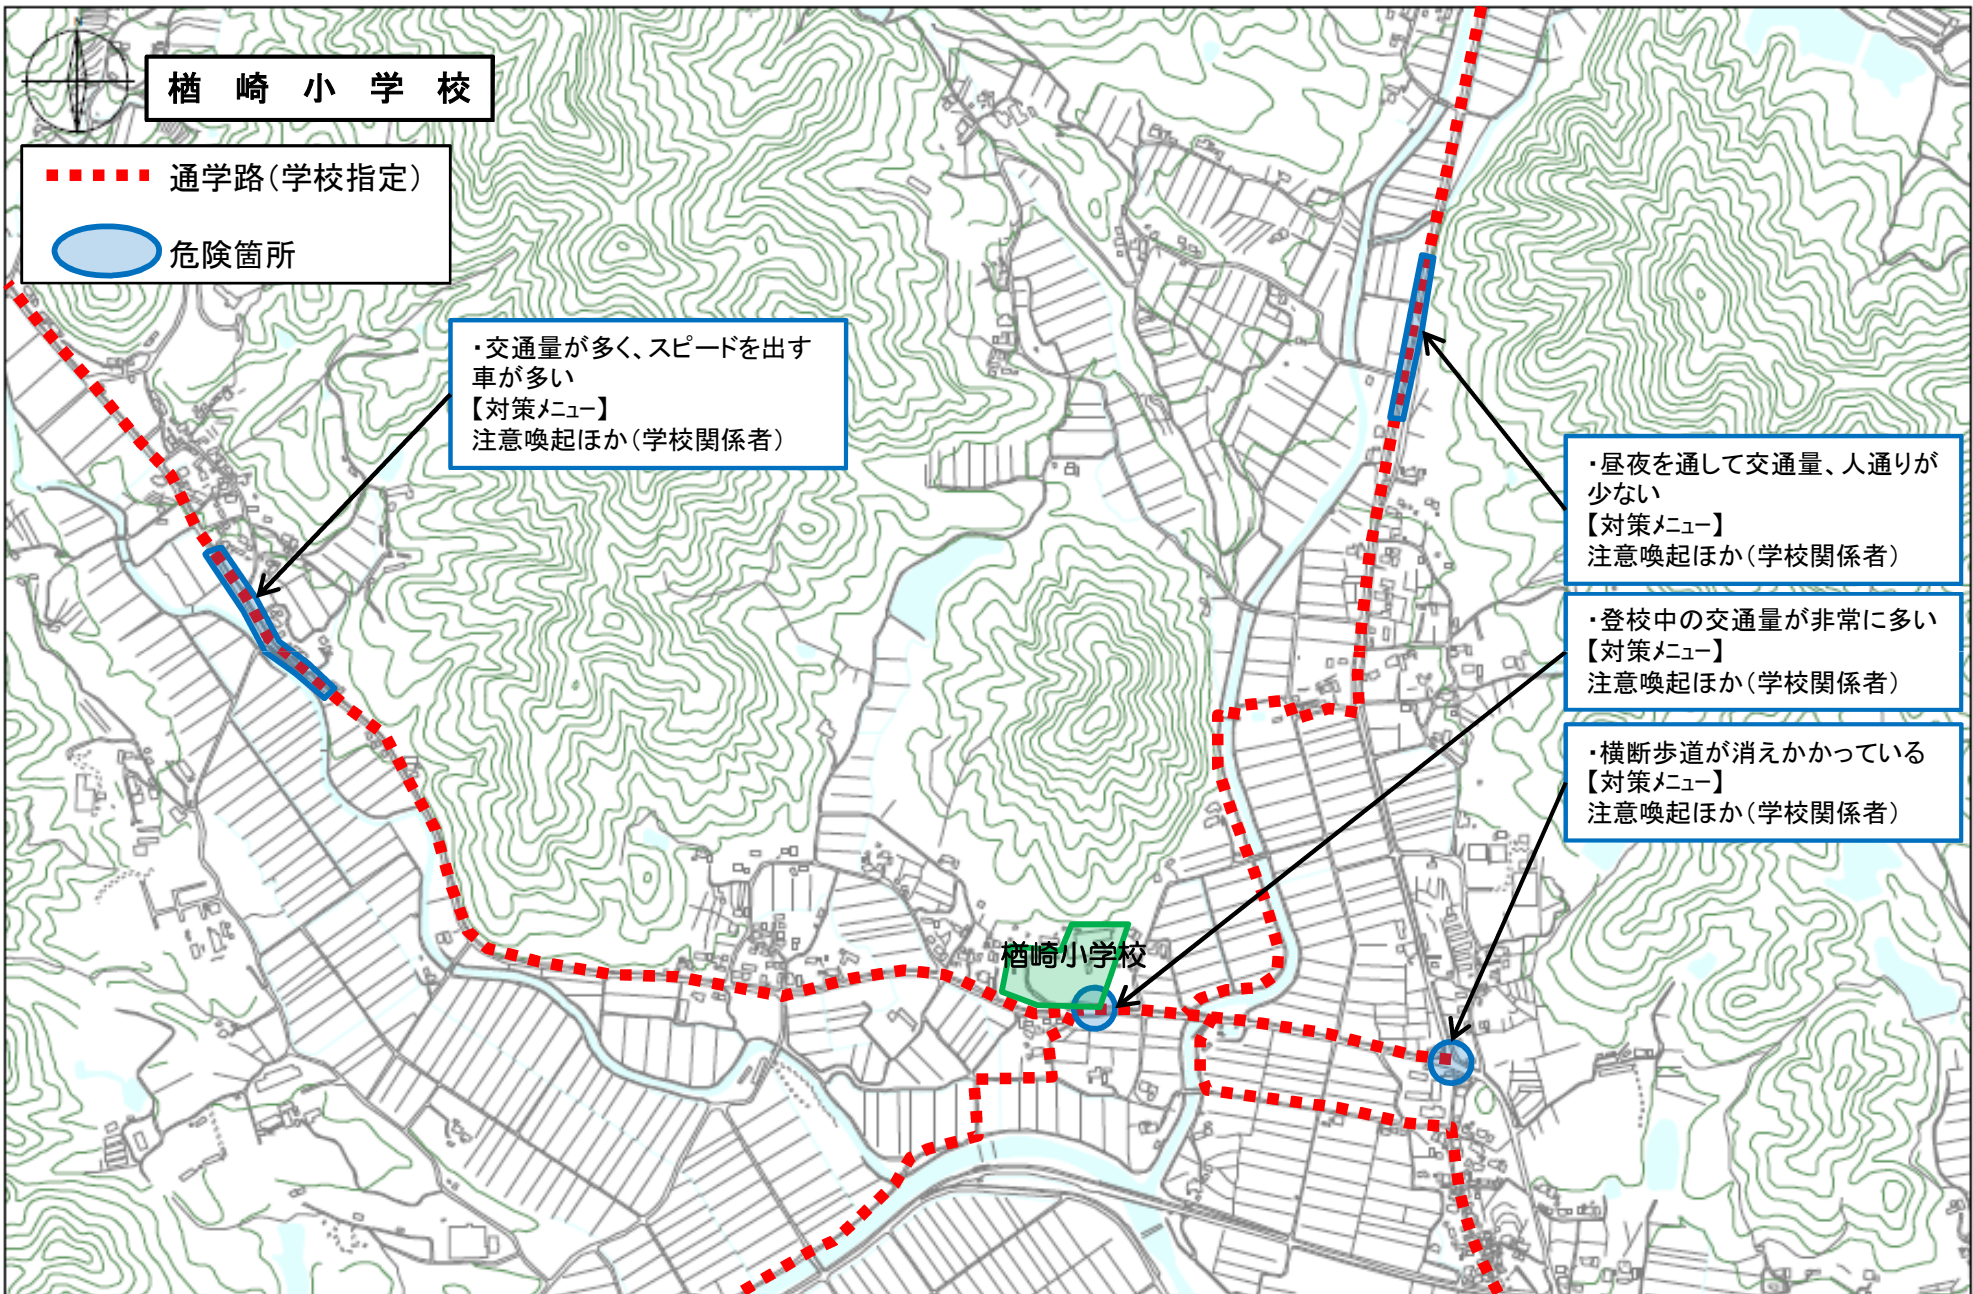 楢崎小学校
通学路（学校指定）
危険箇所
・交通量が多く、スピードを出す
車が多い
【対策メニュー】
注意喚起ほか（学校関係者）
・昼夜を通して交通量、人通りが
少ない
【対策メニュー】
注意喚起ほか（学校関係者）
・登校中の交通量が非常に多い
【対策メニュー】
注意喚起ほか（学校関係者）
・横断歩道が消えかかっている
【対策メニュー】
注意喚起ほか（学校関係者）
楢崎小学校